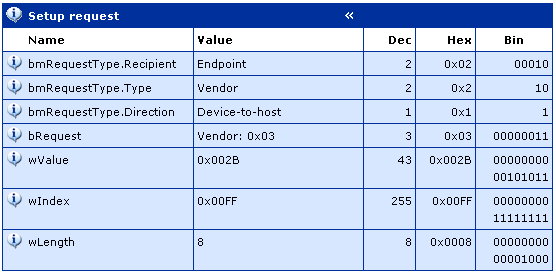 Setup request «
Name Value Dec Hex Bin
bmRequestType.Recipient Endpoint 2 0x02 00010
bmRequestType.Type Vendor 2 0x2 10
bmRequestType.Direction Device-to-host 1 0x1 1
bRequest Vendor: 0x03 3 0x03 00000011
wValue 0x002B 43 0x002B 00000000
00101011
wIndex 0x00FF 255 0x00FF 00000000
11111111
wLength 8 8 0x0008 00000000
00001000